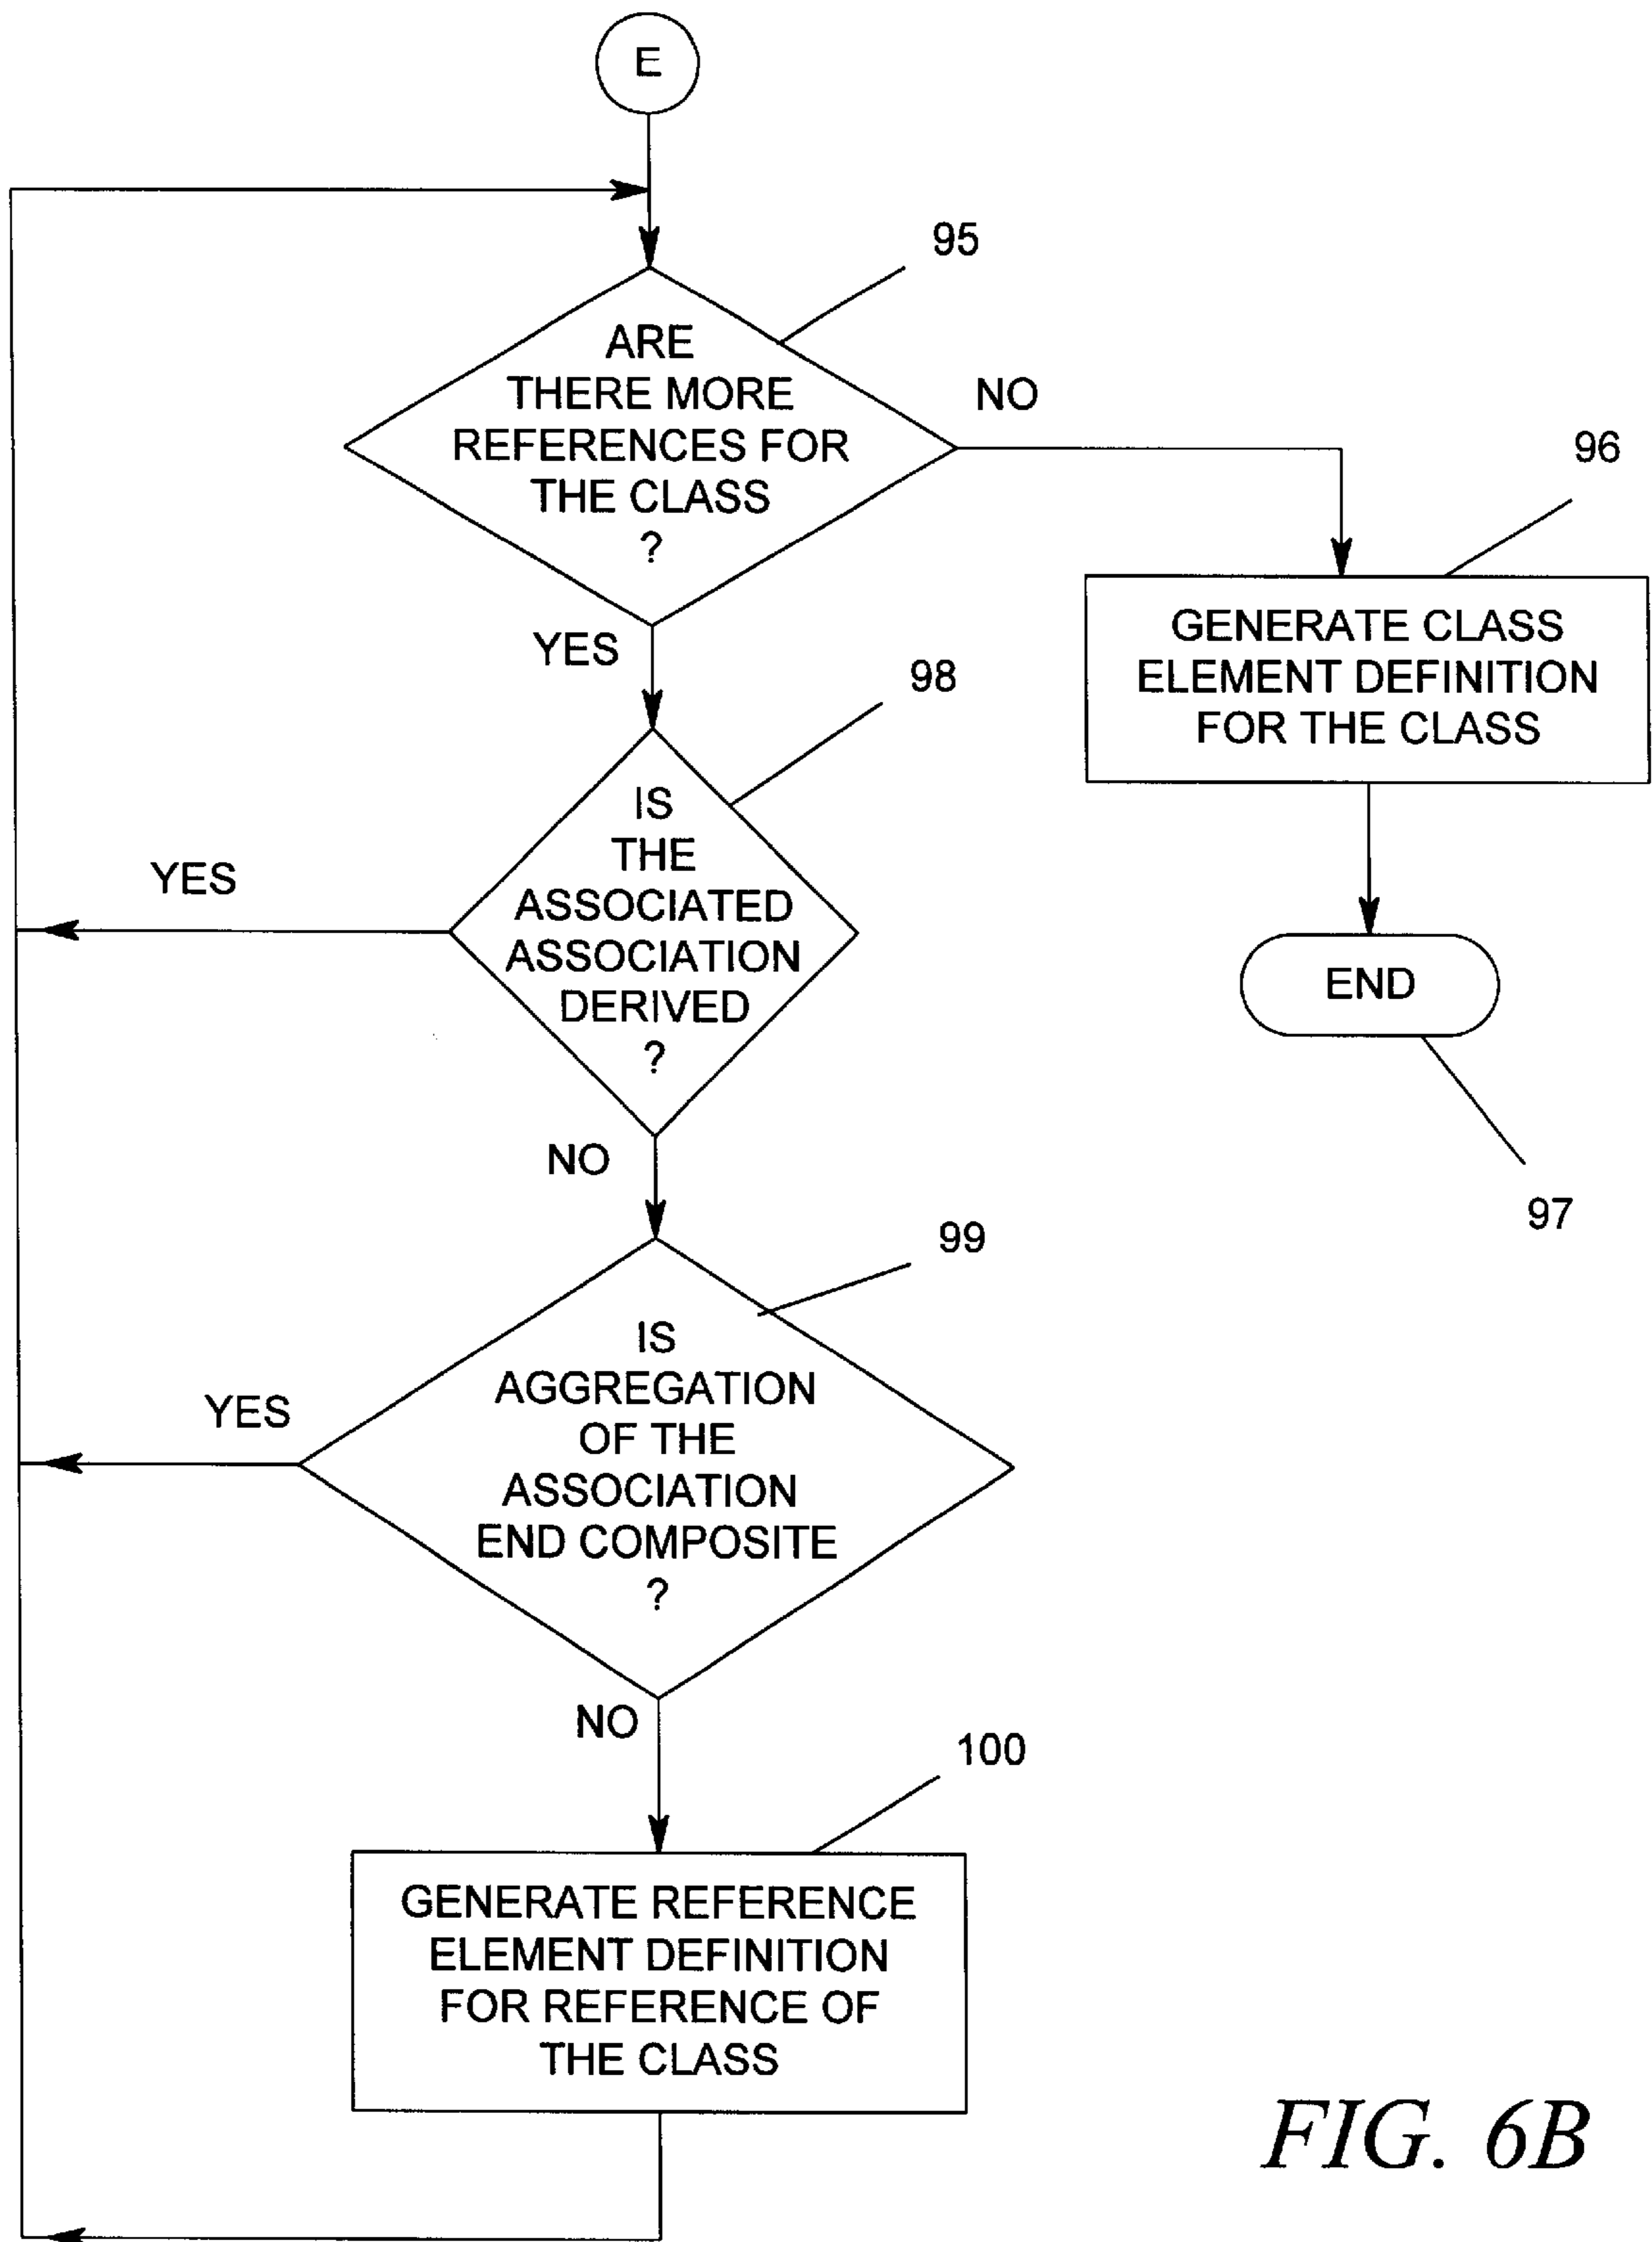 E
95
ARE
THERE MORE
REFERENCES FOR
THE CLASS
?
NO
96
YES
GENERATE CLASS
ELEMENT DEFINITION
FOR THE CLASS
98
IS
THE
ASSOCIATED
ASSOCIATION
DERIVED
?
YES
END
97
NO
99
IS
AGGREGATION
OF THE
ASSOCIATION
END COMPOSITE
?
YES
NO
100
GENERATE REFERENCE
ELEMENT DEFINITION
FOR REFERENCE OF
THE CLASS
FIG. 6B